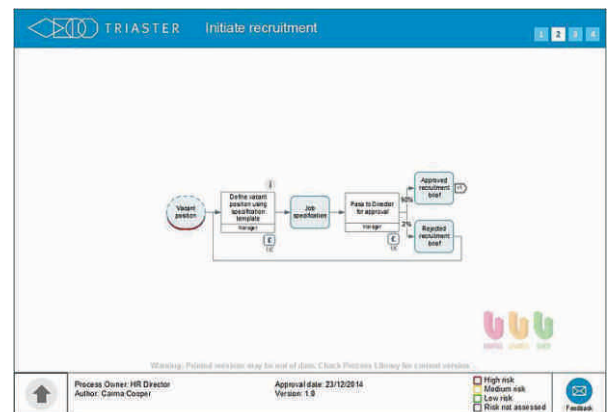 TRIASTER
Initiate recruitment
1 2 3 4
Vacant
position
i
Define vacant
position using
specification
template
Manager
£
Job
specification
Pass to Director
for approval
Manager
£
Approved
recruitment
brief
2%
Rejected
recruitment
brief
Warning: Printed versions may be out of date. Check Process Library for current version
Process Owner: HR Director
Author: Carma Cooper
Approval date: 23/12/2014
Version: 1.0
High risk
Medium risk
Low risk
Risk not assessed
Feedback